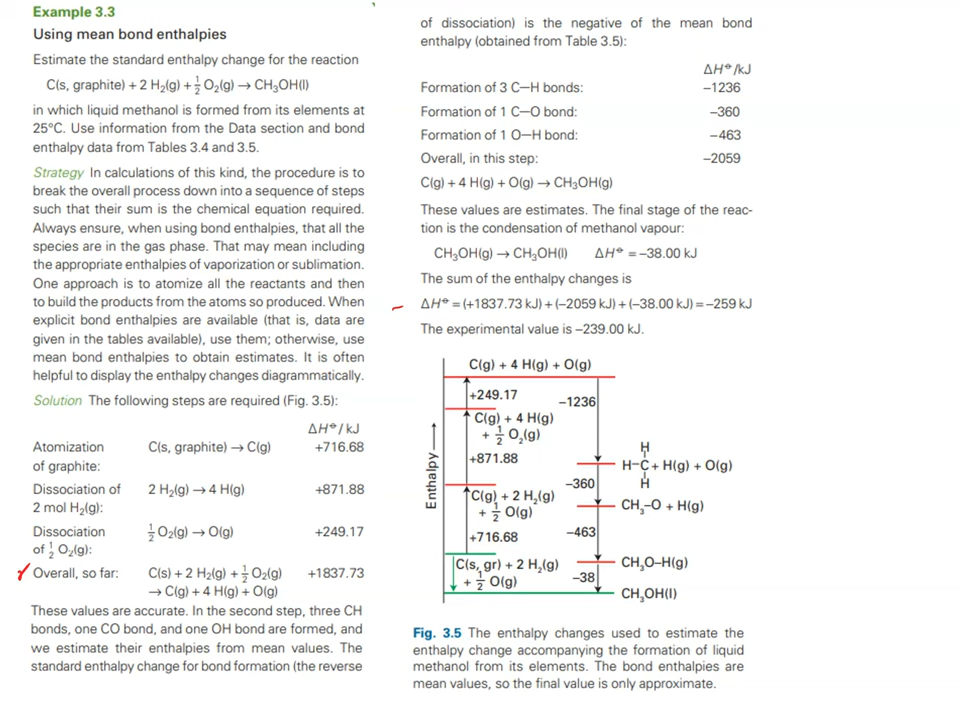 Example 3.3
Using mean bond enthalpies
Estimate the standard enthalpy change for the reaction
C(s, graphite) + 2 H₂(g) + ½ O₂(g) → CH₃OH(l)
in which liquid methanol is formed from its elements at
25°C. Use information from the Data section and bond
enthalpy data from Tables 3.4 and 3.5.
Strategy In calculations of this kind, the procedure is to
break the overall process down into a sequence of steps
such that their sum is the chemical equation required.
Always ensure, when using bond enthalpies, that all the
species are in the gas phase. That may mean including
the appropriate enthalpies of vaporization or sublimation.
One approach is to atomize all the reactants and then
to build the products from the atoms so produced. When
explicit bond enthalpies are available (that is, data are
given in the tables available), use them; otherwise, use
mean bond enthalpies to obtain estimates. It is often
helpful to display the enthalpy changes diagrammatically.
Solution The following steps are required (Fig. 3.5):
ΔH⦵/kJ
Atomization C(s, graphite) → C(g) +716.68
of graphite:
Dissociation of 2 H₂(g) → 4 H(g) +871.88
2 mol H₂(g):
Dissociation ½ O₂(g) → O(g) +249.17
of ½ O₂(g):
Overall, so far: C(s) + 2 H₂(g) + ½ O₂(g) +1837.73
→ C(g) + 4 H(g) + O(g)
These values are accurate. In the second step, three CH
bonds, one CO bond, and one OH bond are formed, and
we estimate their enthalpies from mean values. The
standard enthalpy change for bond formation (the reverse
of dissociation) is the negative of the mean bond
enthalpy (obtained from Table 3.5):
ΔH⦵/kJ
Formation of 3 C—H bonds: −1236
Formation of 1 C—O bond: −360
Formation of 1 O—H bond: −463
Overall, in this step: −2059
C(g) + 4 H(g) + O(g) → CH₃OH(g)
These values are estimates. The final stage of the reac-
tion is the condensation of methanol vapour:
CH₃OH(g) → CH₃OH(l) ΔH⦵ = −38.00 kJ
The sum of the enthalpy changes is
ΔH⦵ = (+1837.73 kJ) + (−2059 kJ) + (−38.00 kJ) = −259 kJ
The experimental value is −239.00 kJ.
Enthalpy
C(g) + 4 H(g) + O(g)
+249.17
−1236
C(g) + 4 H(g)
+ ½ O₂(g)
+871.88
H
H–C + H(g) + O(g)
H
−360
C(g) + 2 H₂(g)
+ ½ O(g)
CH₃–O + H(g)
+716.68
−463
C(s, gr) + 2 H₂(g)
+ ½ O(g)
CH₃O–H(g)
−38
CH₃OH(l)
Fig. 3.5 The enthalpy changes used to estimate the
enthalpy change accompanying the formation of liquid
methanol from its elements. The bond enthalpies are
mean values, so the final value is only approximate.